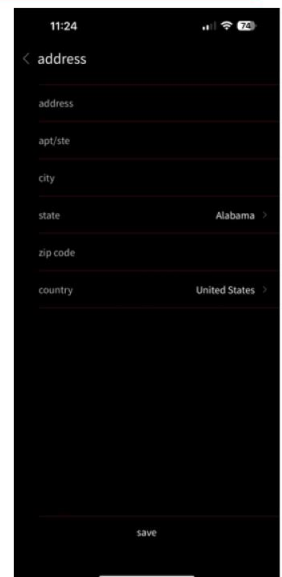 11:24 74
address
address
apt/ste
city
state Alabama
zip code
country United States
save